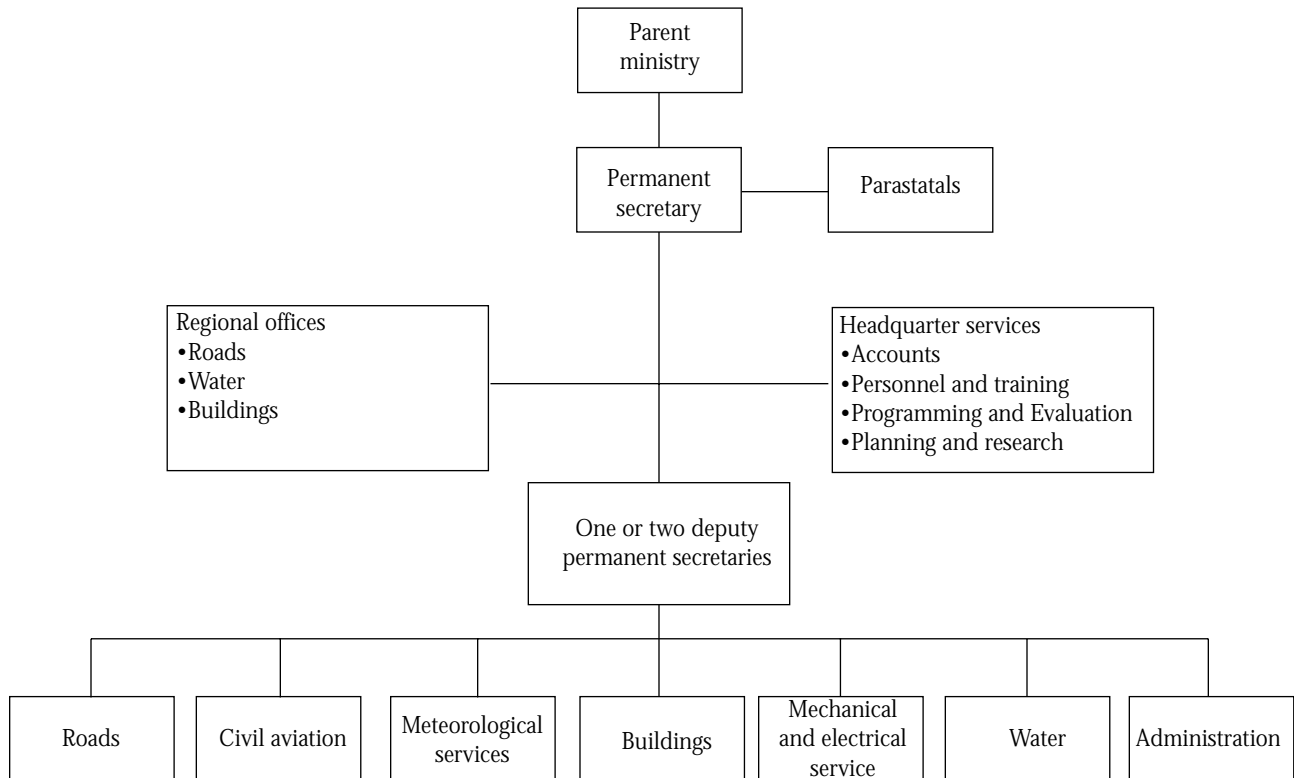 Parent
ministry
Permanent
secretary
Parastatals
Regional offices
•Roads
•Water
•Buildings
Headquarter services
•Accounts
•Personnel and training
•Programming and Evaluation
•Planning and research
One or two deputy
permanent secretaries
Roads
Civil aviation
Meteorological
services
Buildings
Mechanical
and electrical
service
Water
Administration